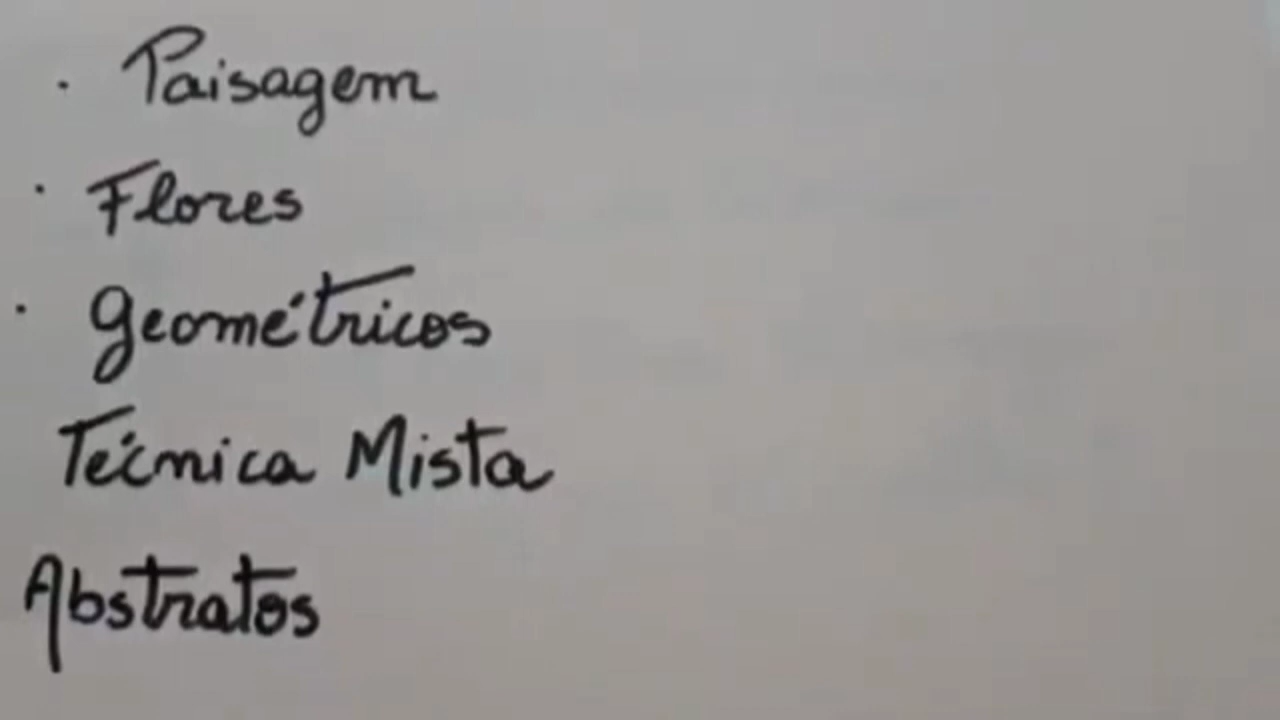 . Paisagem
. Flores
. Geométricos
Técnica Mista
Abstratos